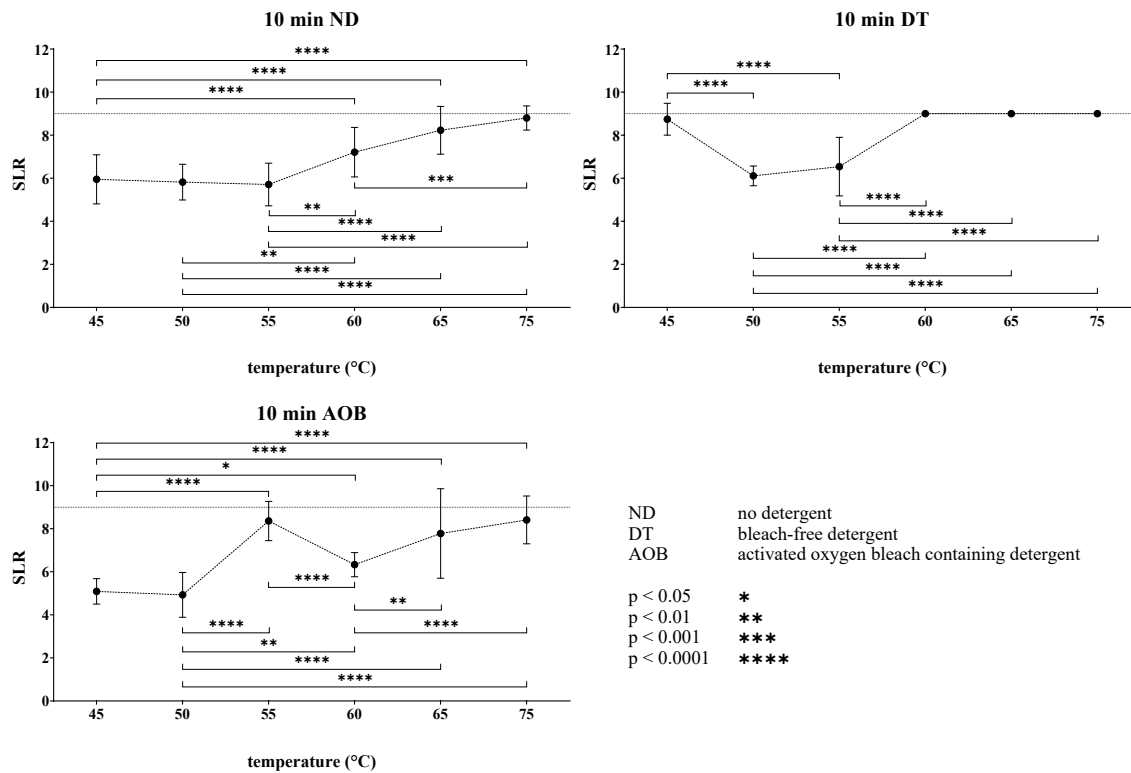 10 min ND
****
****
****
***
**
****
****
**
****
****
SLR
12
10
8
6
4
2
0
45 50 55 60 65 75
temperature (°C)
10 min DT
****
****
****
****
****
****
****
****
SLR
12
10
8
6
4
2
0
45 50 55 60 65 75
temperature (°C)
10 min AOB
****
****
*
****
****
**
****
****
**
****
****
SLR
12
10
8
6
4
2
0
45 50 55 60 65 75
temperature (°C)
ND no detergent
DT bleach-free detergent
AOB activated oxygen bleach containing detergent
p < 0.05 *
p < 0.01 **
p < 0.001 ***
p < 0.0001 ****